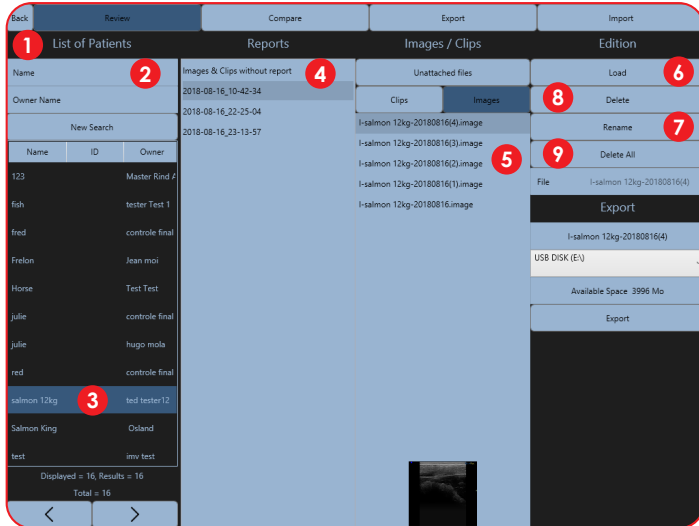 Back Review Compare Export Import
1 List of Patients Reports Images / Clips Edition
Name 2
Owner Name
New Search
Name ID Owner
123 Master Rind A
fish tester Test 1
fred controle final
Frelon Jean moi
Horse Test Test
julie controle final
julie hugo mola
red controle final
salmon 12kg 3 ted tester12
Salmon King Osland
test imv test
Displayed = 16, Results = 16
Total = 16
< >
Images & Clips without report 4
2018-08-16_10-42-34
2018-08-16_22-25-04
2018-08-16_23-13-57
Unattached files
Clips Images
I-salmon 12kg-20180816(4).image
I-salmon 12kg-20180816(3).image
I-salmon 12kg-20180816(2).image 5
I-salmon 12kg-20180816(1).image
I-salmon 12kg-20180816.image
Load 6
8 Delete
Rename 7
9 Delete All
File I-salmon 12kg-20180816(4)
Export
I-salmon 12kg-20180816(4)
USB DISK (E:\)
Available Space 3996 Mo
Export